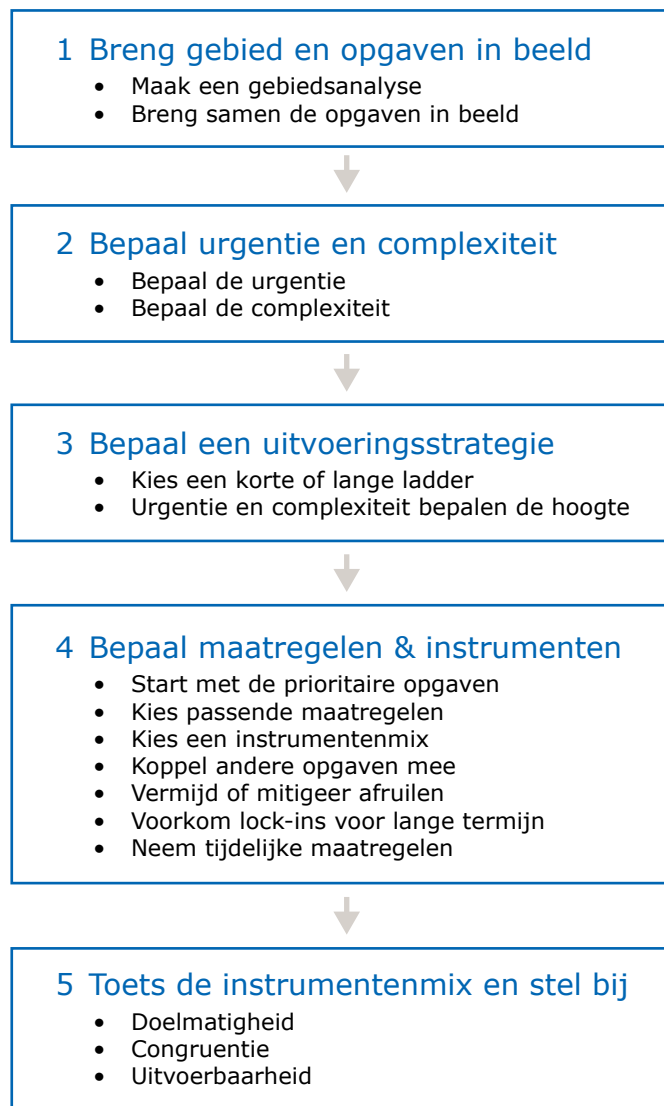 1 Breng gebied en opgaven in beeld
• Maak een gebiedsanalyse
• Breng samen de opgaven in beeld
2 Bepaal urgentie en complexiteit
• Bepaal de urgentie
• Bepaal de complexiteit
3 Bepaal een uitvoeringsstrategie
• Kies een korte of lange ladder
• Urgentie en complexiteit bepalen de hoogte
4 Bepaal maatregelen & instrumenten
• Start met de prioritaire opgaven
• Kies passende maatregelen
• Kies een instrumentenmix
• Koppel andere opgaven mee
• Vermijd of mitigeer afruilen
• Voorkom lock-ins voor lange termijn
• Neem tijdelijke maatregelen
5 Toets de instrumentenmix en stel bij
• Doelmatigheid
• Congruentie
• Uitvoerbaarheid